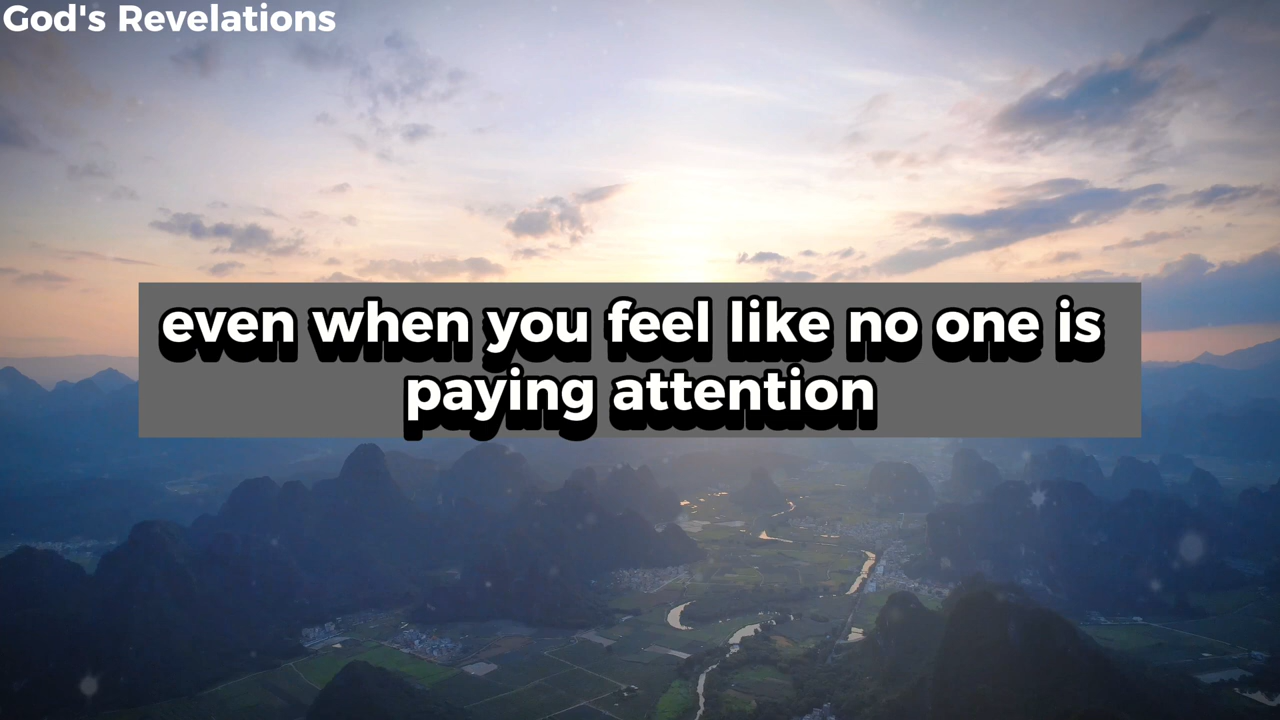 God's Revelations
even when you feel like no one is
paying attention